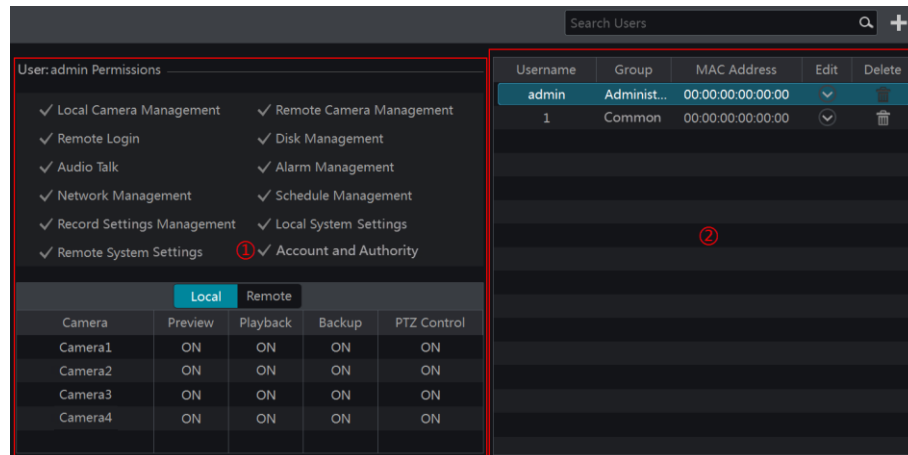 Search Users
User:admin Permissions
Local Camera Management Remote Camera Management
Remote Login Disk Management
Audio Talk Alarm Management
Network Management Schedule Management
Record Settings Management Local System Settings
Remote System Settings ① Account and Authority
Local Remote
Camera Preview Playback Backup PTZ Control
Camera1 ON ON ON ON
Camera2 ON ON ON ON
Camera3 ON ON ON ON
Camera4 ON ON ON ON
Username Group MAC Address Edit Delete
admin Administ... 00:00:00:00:00:00
1 Common 00:00:00:00:00:00
②